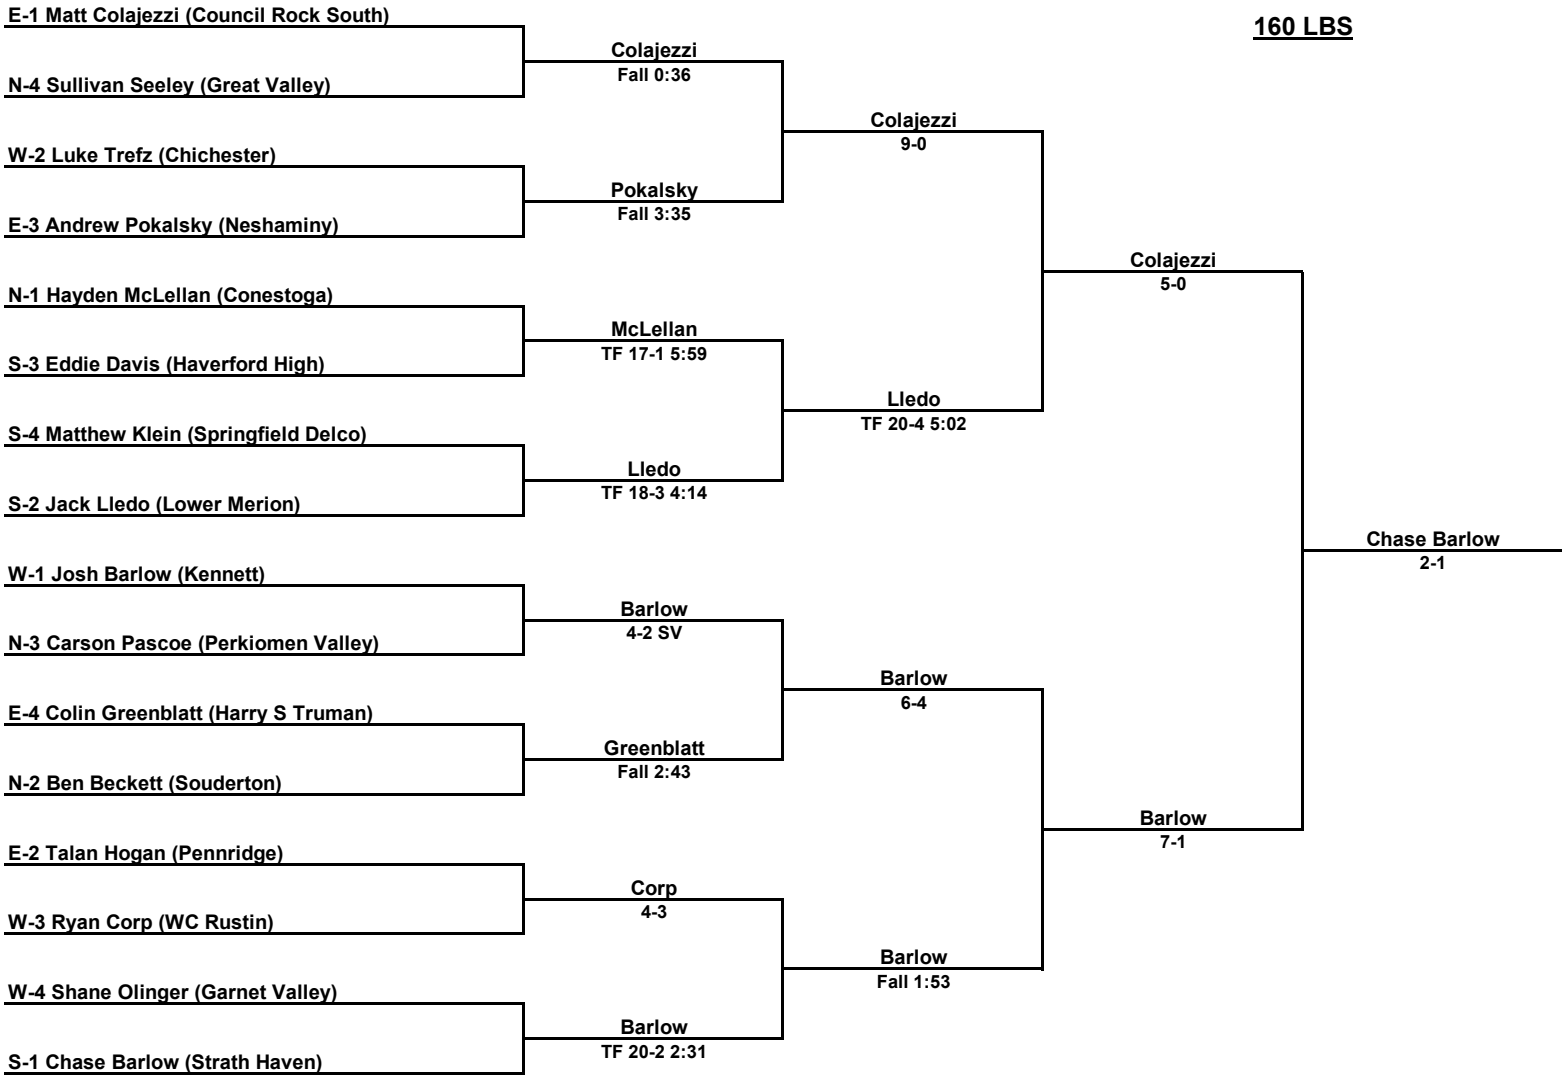 E-1 Matt Colajezzi (Council Rock South)
160 LBS
Colajezzi
Fall 0:36
N-4 Sullivan Seeley (Great Valley)
Colajezzi
9-0
W-2 Luke Trefz (Chichester)
Pokalsky
Fall 3:35
E-3 Andrew Pokalsky (Neshaminy)
Colajezzi
5-0
N-1 Hayden McLellan (Conestoga)
McLellan
TF 17-1 5:59
S-3 Eddie Davis (Haverford High)
Lledo
TF 20-4 5:02
S-4 Matthew Klein (Springfield Delco)
Lledo
TF 18-3 4:14
S-2 Jack Lledo (Lower Merion)
Chase Barlow
2-1
W-1 Josh Barlow (Kennett)
Barlow
4-2 SV
N-3 Carson Pascoe (Perkiomen Valley)
Barlow
6-4
E-4 Colin Greenblatt (Harry S Truman)
Greenblatt
Fall 2:43
N-2 Ben Beckett (Souderton)
Barlow
7-1
E-2 Talan Hogan (Pennridge)
Corp
4-3
W-3 Ryan Corp (WC Rustin)
Barlow
Fall 1:53
W-4 Shane Olinger (Garnet Valley)
Barlow
TF 20-2 2:31
S-1 Chase Barlow (Strath Haven)